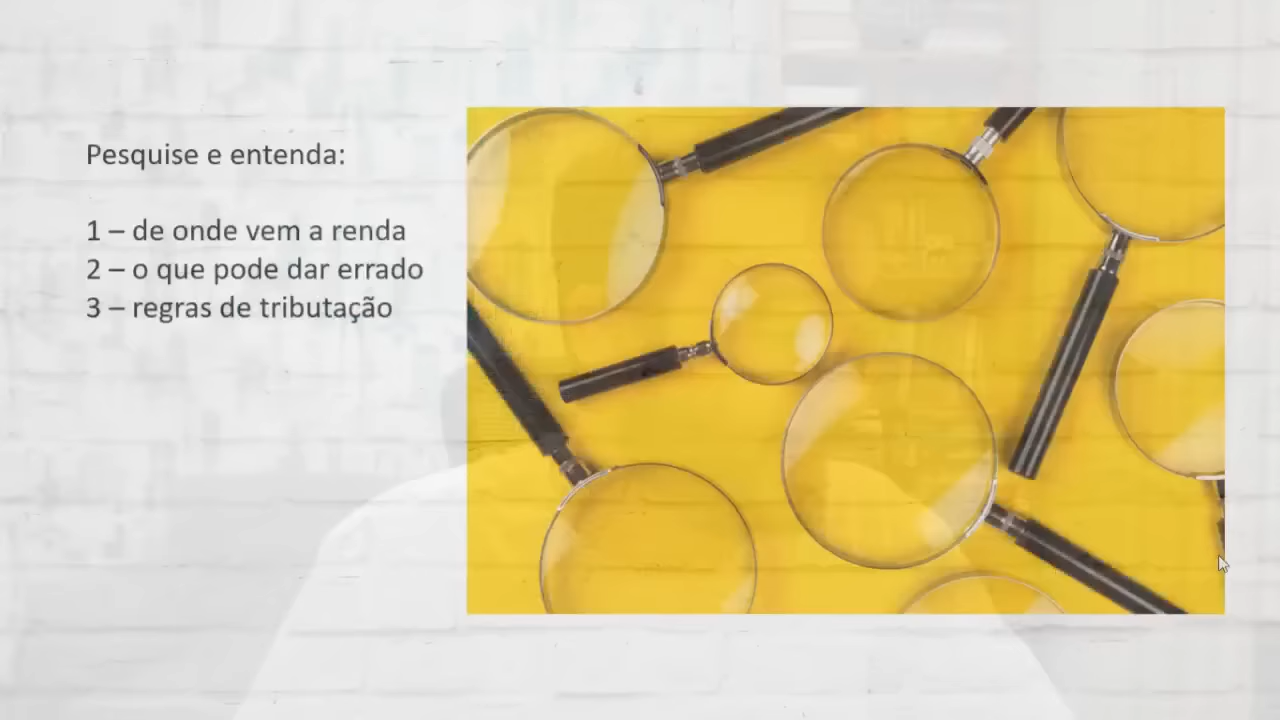 Pesquise e entenda:
1 – de onde vem a renda
2 – o que pode dar errado
3 – regras de tributação